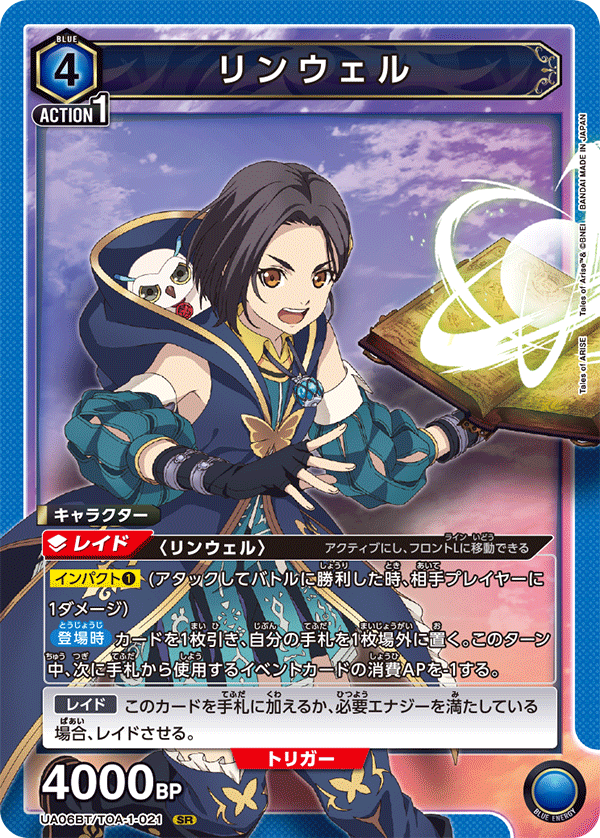 BLUE
4
リンウェル
ACTION 1
Tales of ARISE Tales of Arise™& ©BNEI BANDAI MADE IN JAPAN
キャラクター
レイド 〈リンウェル〉 アクティブにし、フロントLに移動できる
インパクト❶ (アタックしてバトルに勝利した時、相手プレイヤーに
1ダメージ)
登場時 カードを1枚引き、自分の手札を1枚場外に置く。このターン
中、次に手札から使用するイベントカードの消費APを-1する。
レイド このカードを手札に加えるか、必要エナジーを満たしている
場合、レイドさせる。
トリガー
4000BP
UA06BT/TOA-1-021 SR
BLUE ENERGY